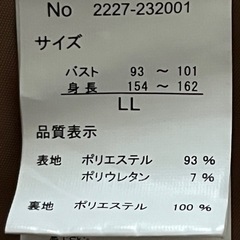 No 2227-232001
サイズ
バスト 93 ～ 101
身長 154 ～ 162
LL
品質表示
表地 ポリエステル 93 %
ポリウレタン 7 %
裏地 ポリエステル 100 %